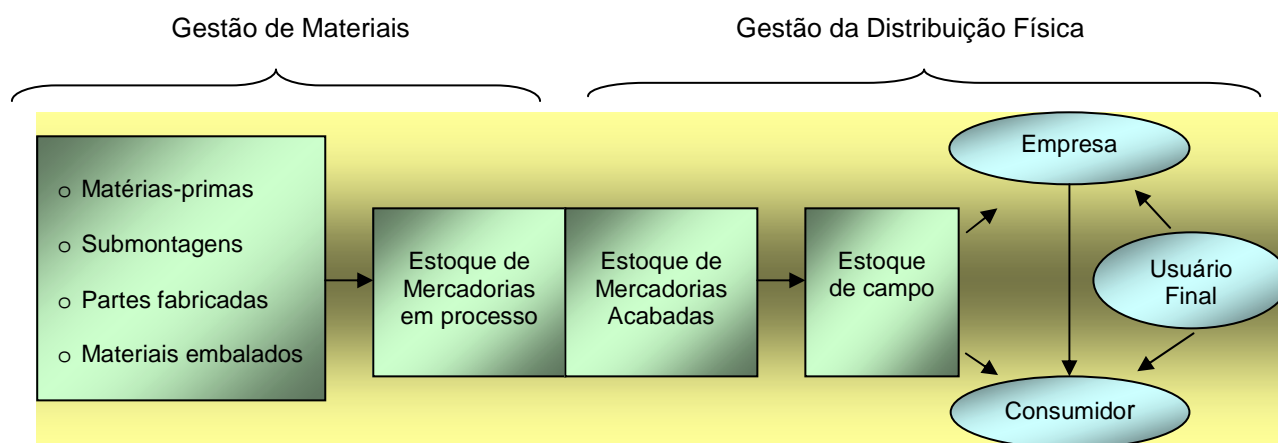 Gestão de Materiais
Gestão da Distribuição Física
o Matérias-primas
o Submontagens
o Partes fabricadas
o Materiais embalados
Estoque de
Mercadorias
em processo
Estoque de
Mercadorias
Acabadas
Estoque
de campo
Empresa
Usuário
Final
Consumidor